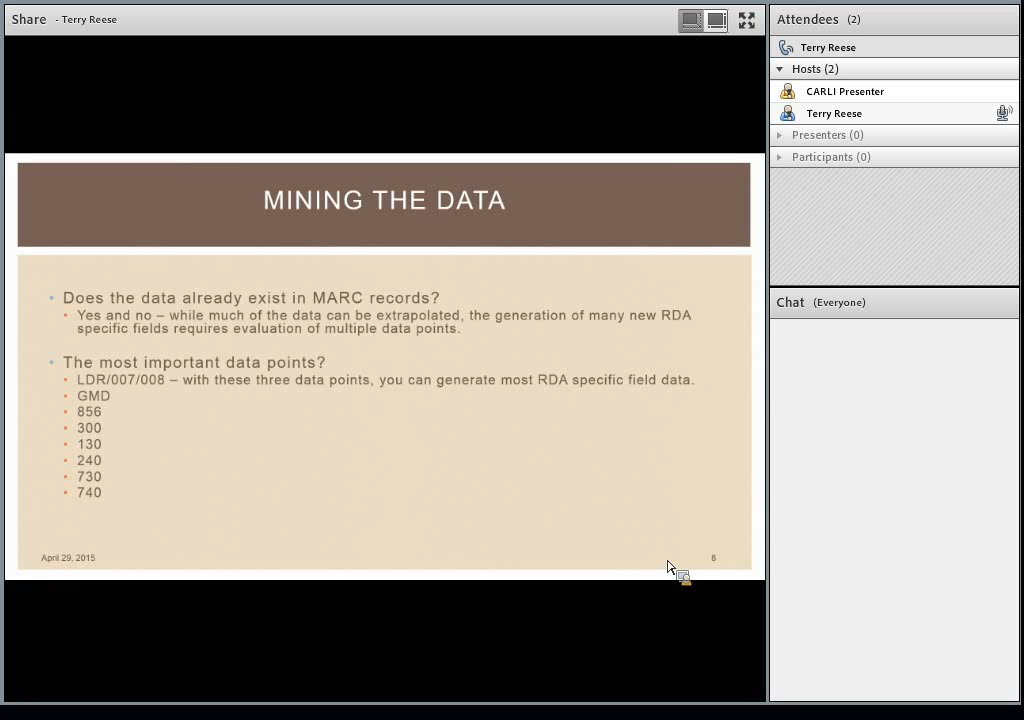 Share - Terry Reese
Attendees (2)
Terry Reese
Hosts (2)
CARLI Presenter
Terry Reese
Presenters (0)
Participants (0)
Chat (Everyone)
MINING THE DATA
• Does the data already exist in MARC records?
• Yes and no – while much of the data can be extrapolated, the generation of many new RDA
specific fields requires evaluation of multiple data points.
• The most important data points?
• LDR/007/008 – with these three data points, you can generate most RDA specific field data.
• GMD
• 856
• 300
• 130
• 240
• 730
• 740
April 29, 2015
8